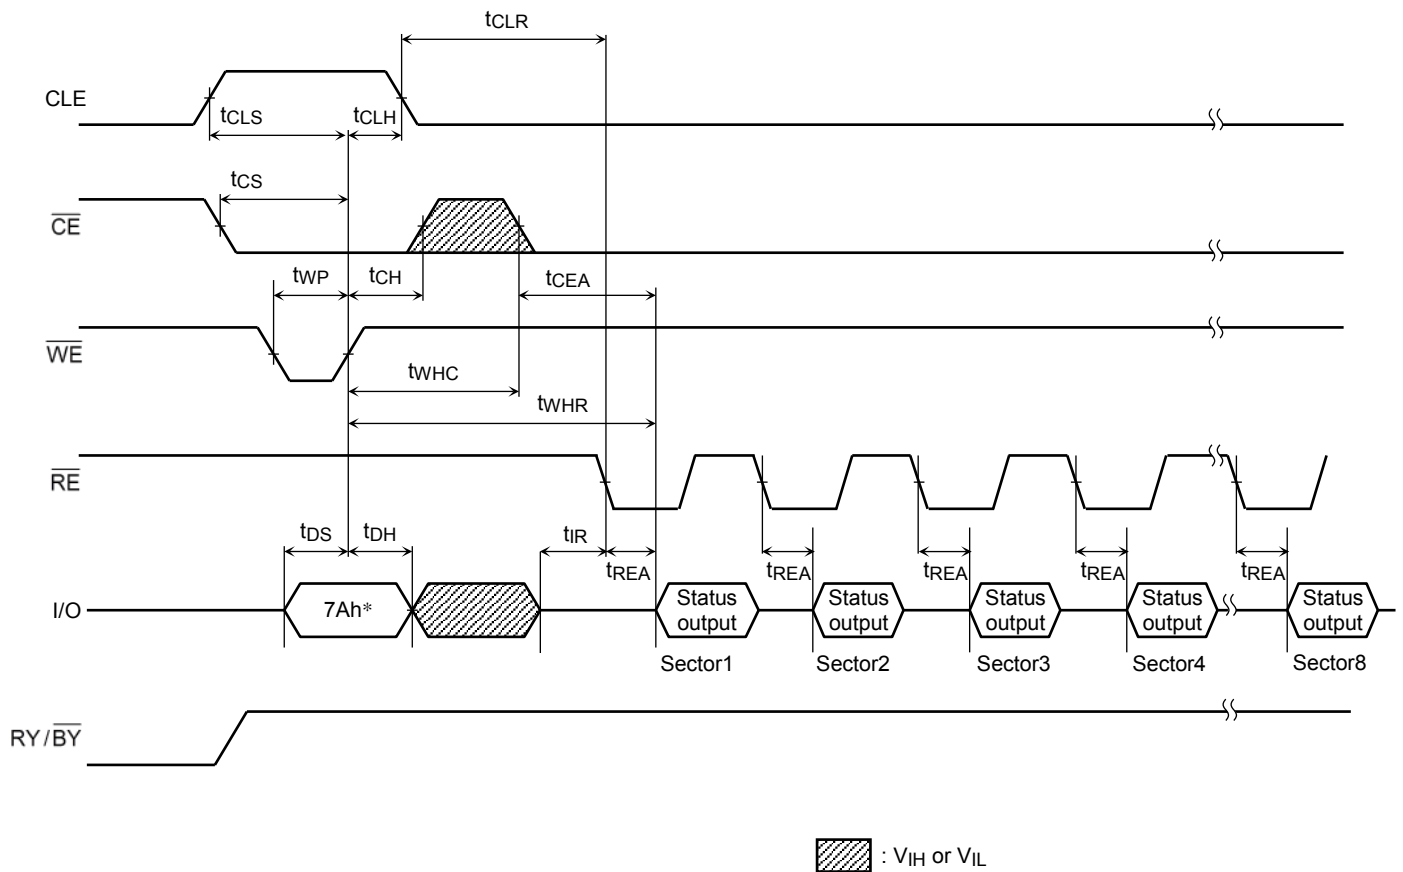 tCLR
CLE
tCLS
tCLH
tCS
CE
tWP
tCH
tCEA
WE
tWHC
tWHR
RE
tDS
tDH
tIR
tREA
tREA
tREA
tREA
tREA
I/O
7Ah*
Status
output
Status
output
Status
output
Status
output
Status
output
Sector1
Sector2
Sector3
Sector4
Sector8
RY/BY
: VIH or VIL